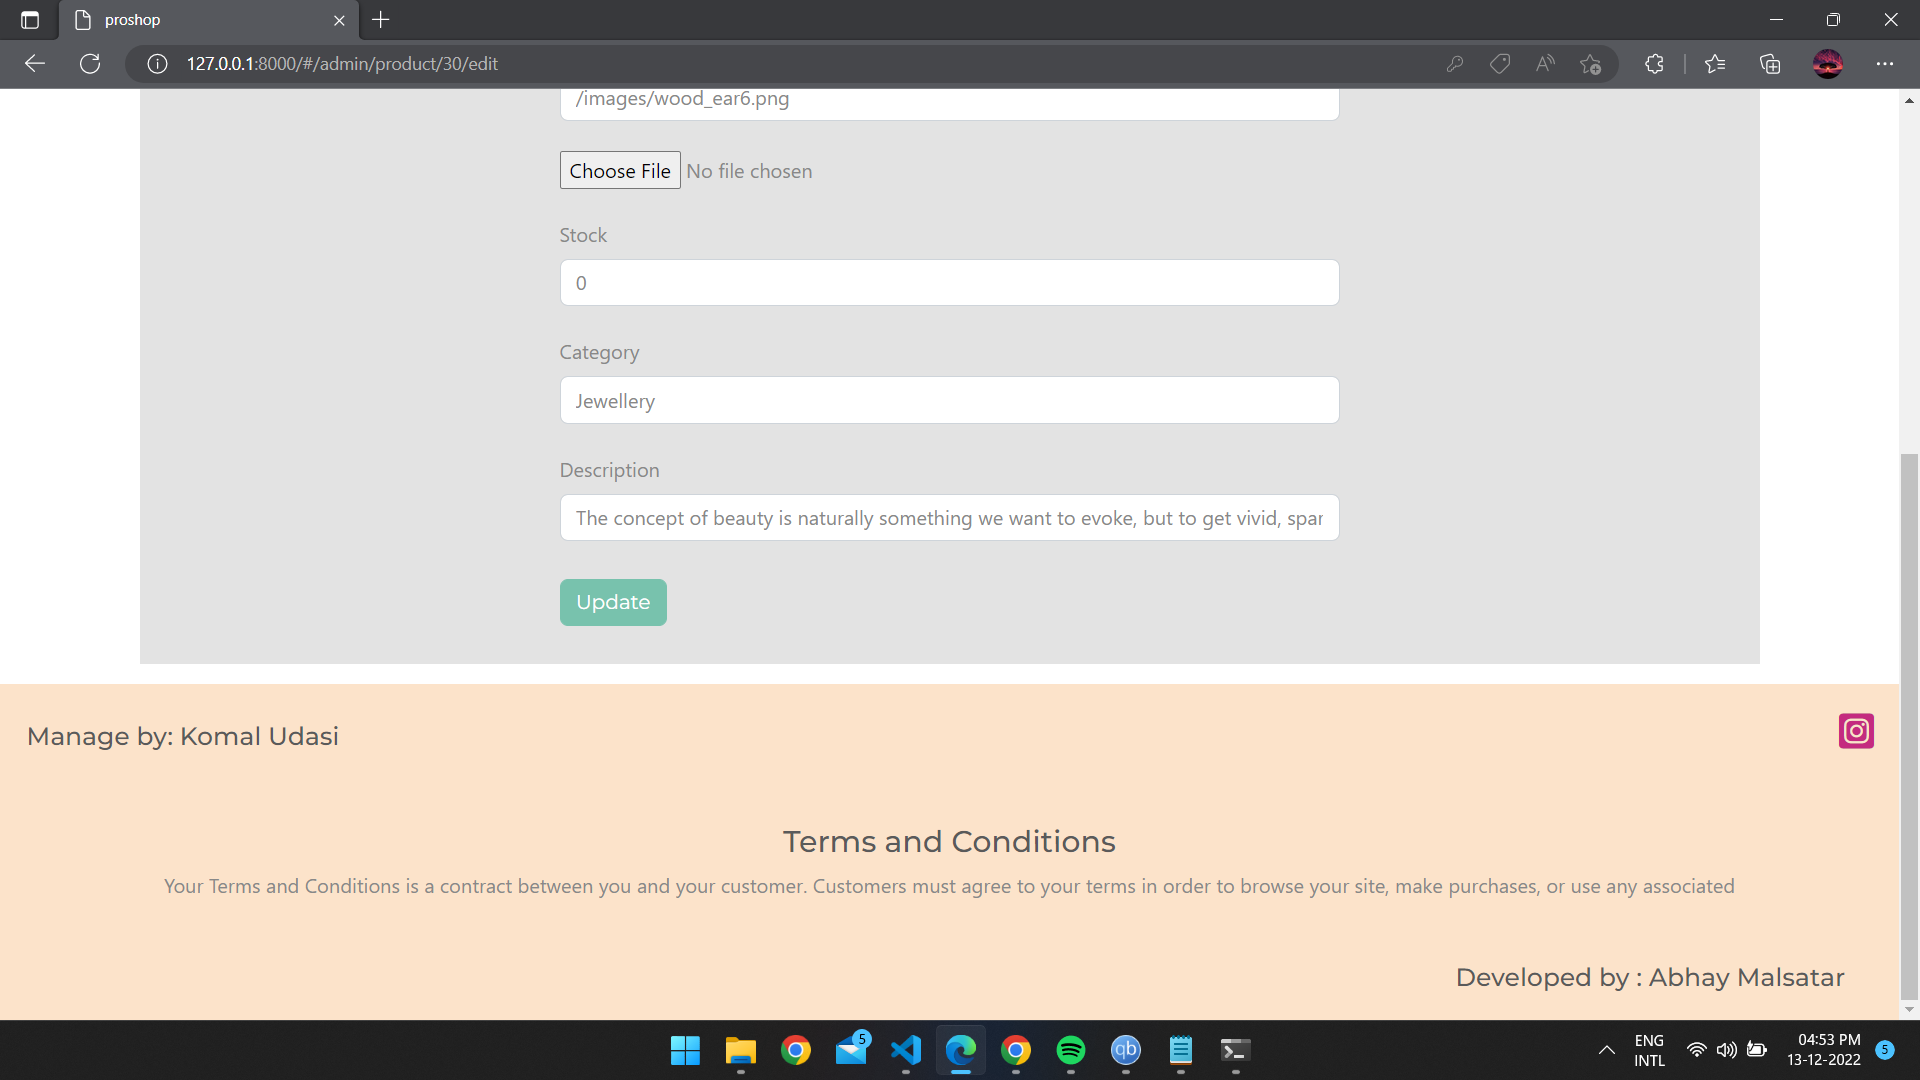 proshop
127.0.0.1:8000/#/admin/product/30/edit
/images/wood_ear6.png
Choose File No file chosen
Stock
0
Category
Jewellery
Description
The concept of beauty is naturally something we want to evoke, but to get vivid, spar
Update
Manage by: Komal Udasi
Terms and Conditions
Your Terms and Conditions is a contract between you and your customer. Customers must agree to your terms in order to browse your site, make purchases, or use any associated
Developed by : Abhay Malsatar
5
qb
ENG
INTL
04:53 PM
13-12-2022
5